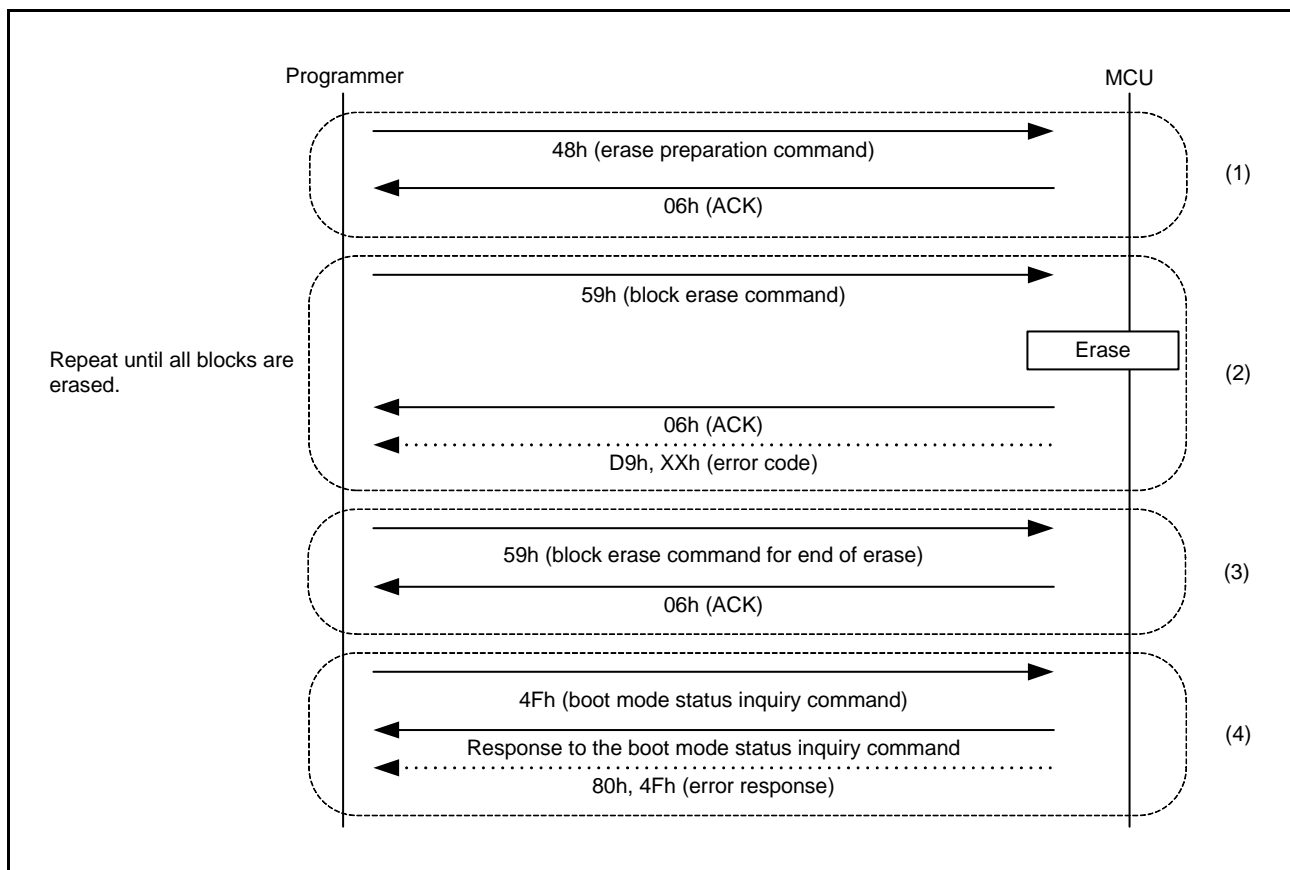 Programmer
MCU
48h (erase preparation command)
(1)
06h (ACK)
59h (block erase command)
Erase
Repeat until all blocks are
erased.
(2)
06h (ACK)
D9h, XXh (error code)
59h (block erase command for end of erase)
(3)
06h (ACK)
4Fh (boot mode status inquiry command)
(4)
Response to the boot mode status inquiry command
80h, 4Fh (error response)